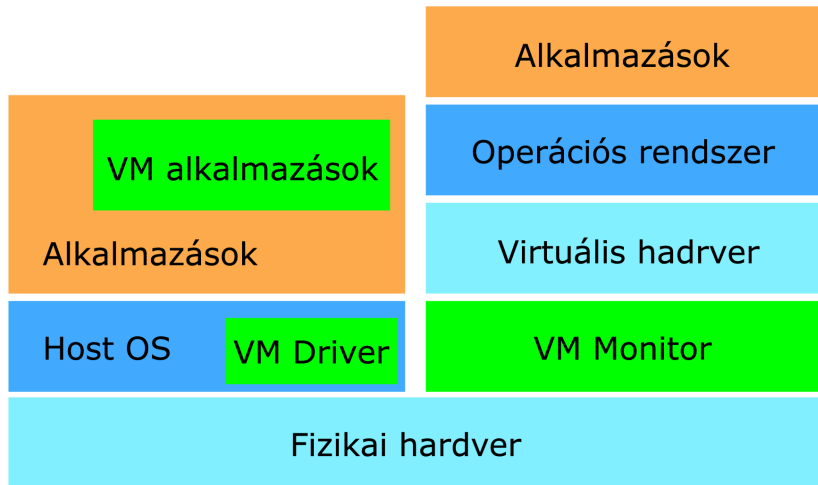 Alkalmazások
Operációs rendszer
Virtuális hadrver
VM Monitor
VM alkalmazások
Alkalmazások
Host OS
VM Driver
Fizikai hardver